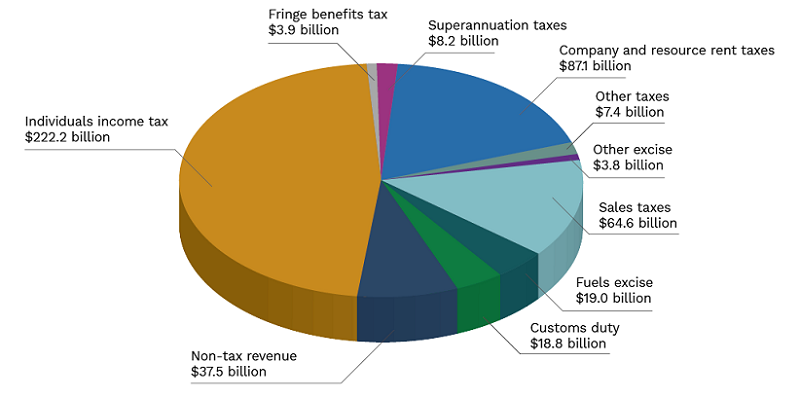 Fringe benefits tax
$3.9 billion
Superannuation taxes
$8.2 billion
Company and resource rent taxes
$87.1 billion
Other taxes
$7.4 billion
Individuals income tax
$222.2 billion
Other excise
$3.8 billion
Sales taxes
$64.6 billion
Fuels excise
$19.0 billion
Customs duty
$18.8 billion
Non-tax revenue
$37.5 billion